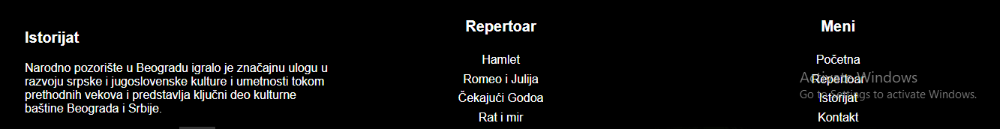 Istorijat
Narodno pozorište u Beogradu igralo je značajnu ulogu u
razvoju srpske i jugoslovenske kulture i umetnosti tokom
prethodnih vekova i predstavlja ključni deo kulturne
baštine Beograda i Srbije.
Repertoar
Hamlet
Romeo i Julija
Čekajući Godoa
Rat i mir
Meni
Početna
Repertoar
Istorijat
Kontakt
Activate Windows
Go to Settings to activate Windows.